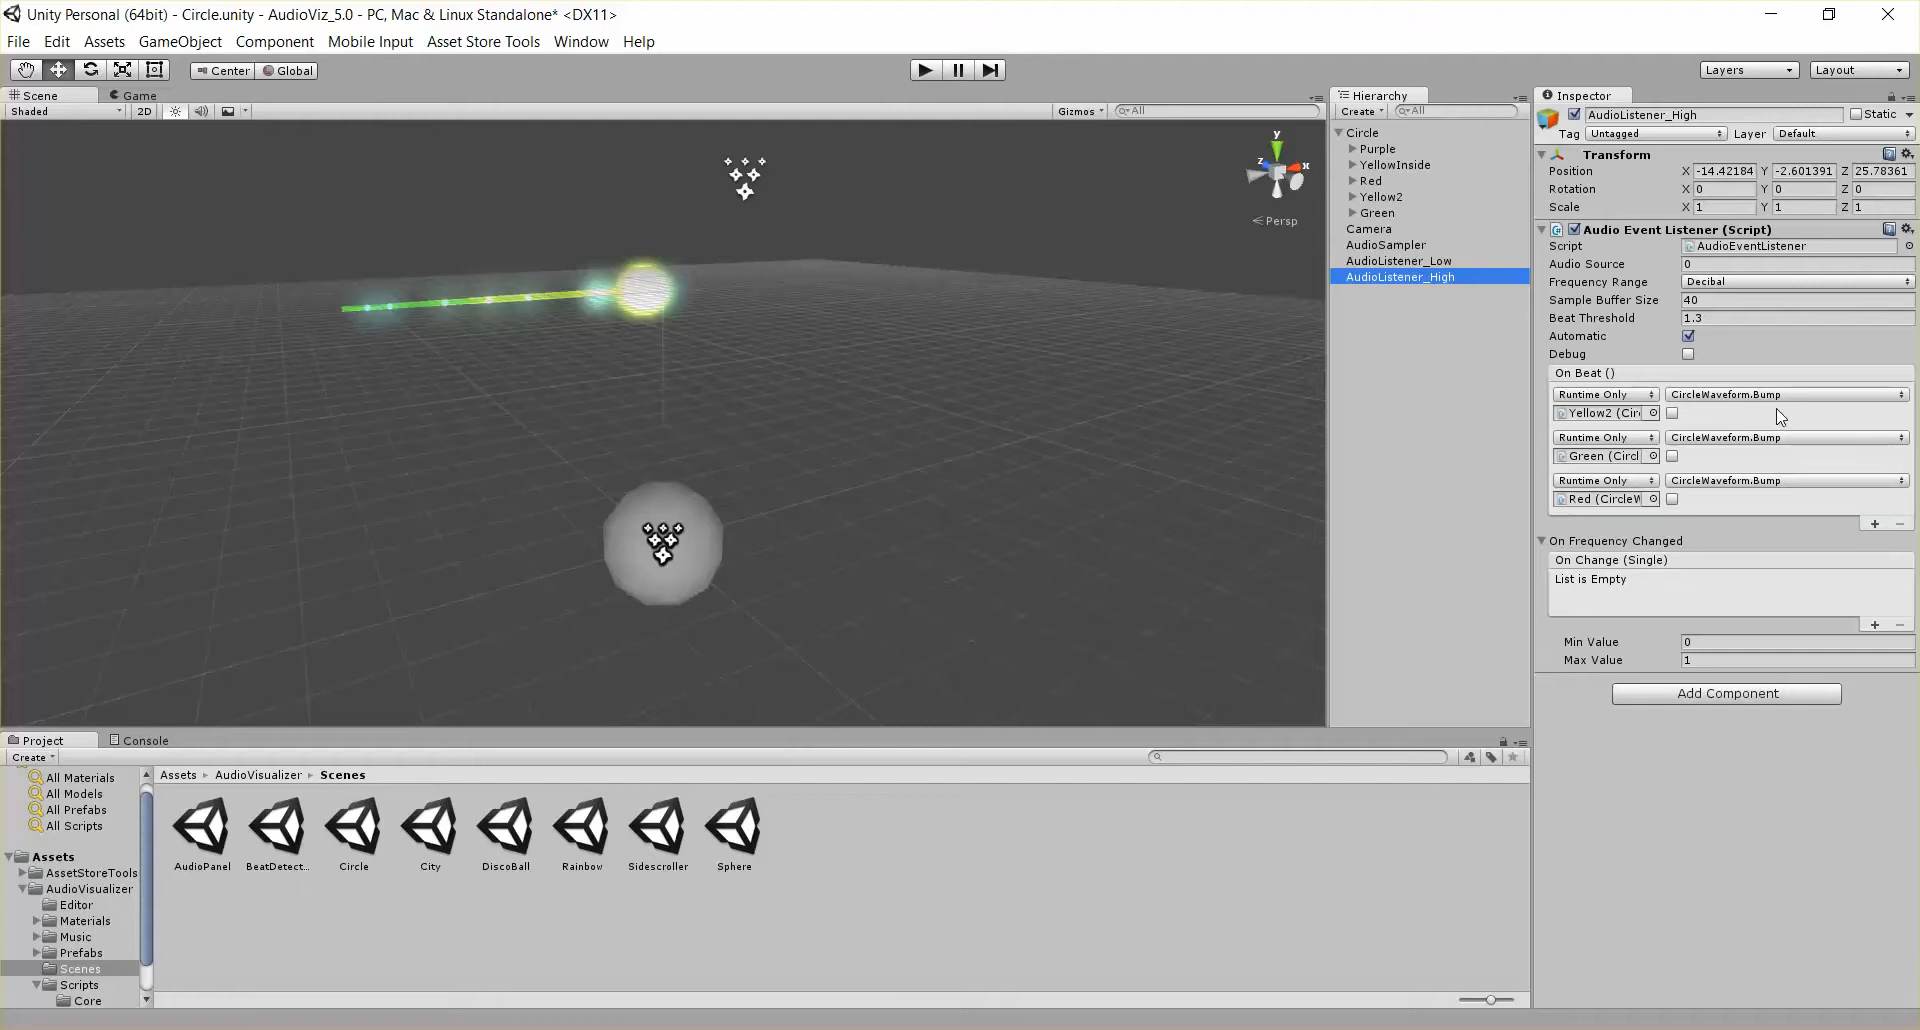 Unity Personal (64bit) - Circle.unity - AudioViz_5.0 - PC, Mac & Linux Standalone* <DX11>
File Edit Assets GameObject Component Mobile Input Asset Store Tools Window Help
Center Global Layers Layout
Scene Game
Shaded 2D Gizmos All
y
z x
Persp
Hierarchy
Create All
Circle
Purple
YellowInside
Red
Yellow2
Green
Camera
AudioSampler
AudioListener_Low
AudioListener_High
Inspector
AudioListener_High Static
Tag Untagged Layer Default
Transform
Position X -14.42184 Y -2.601391 Z 25.78361
Rotation X 0 Y 0 Z 0
Scale X 1 Y 1 Z 1
Audio Event Listener (Script)
Script AudioEventListener
Audio Source 0
Frequency Range Decibal
Sample Buffer Size 40
Beat Threshold 1.3
Automatic
Debug
On Beat ()
Runtime Only CircleWaveform.Bump
Yellow2 (Cir
Runtime Only CircleWaveform.Bump
Green (Circl
Runtime Only CircleWaveform.Bump
Red (CircleW
+ −
On Frequency Changed
On Change (Single)
List is Empty
+ −
Min Value 0
Max Value 1
Add Component
Project Console
Create
All Materials
All Models
All Prefabs
All Scripts
Assets
AssetStoreTools
AudioVisualizer
Editor
Materials
Music
Prefabs
Scenes
Scripts
Core
Assets ▸ AudioVisualizer ▸ Scenes
AudioPanel BeatDetect... Circle City DiscoBall Rainbow Sidescroller Sphere